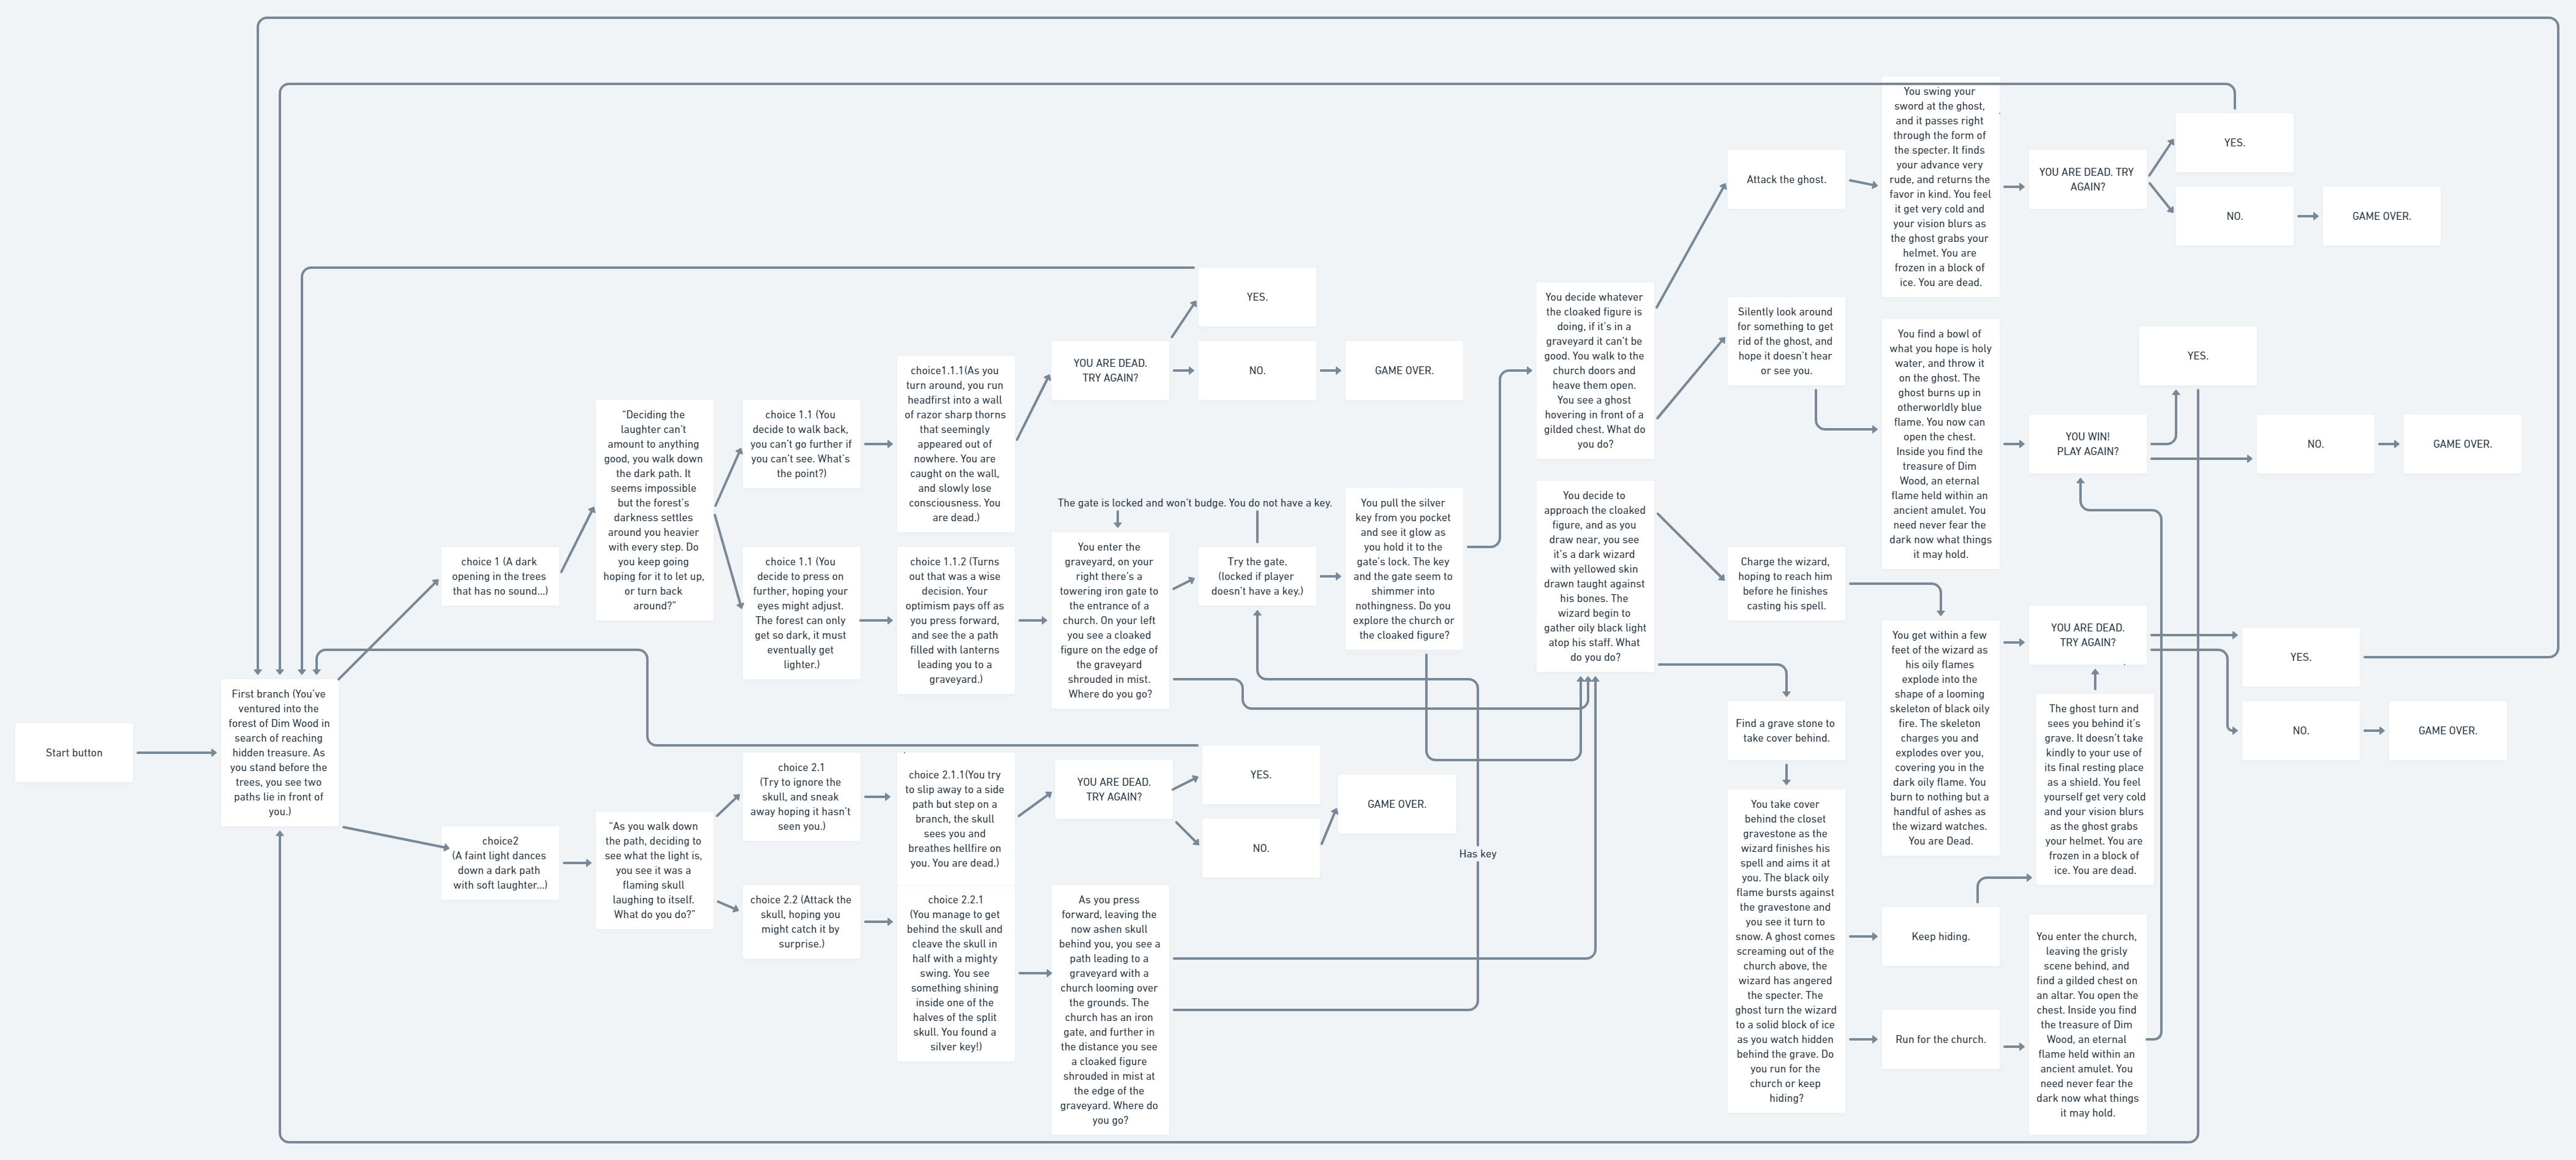 Start button
First branch (You've
ventured into the
forest of Dim Wood in
search of reaching
hidden treasure. As
you stand before the
trees, you see two
paths lie in front of
you.)
choice 1 (A dark
opening in the trees
that has no sound...)
"Deciding the
laughter can't
amount to anything
good, you walk down
the dark path. It
seems impossible
but the forest's
darkness settles
around you heavier
with every step. Do
you keep going
hoping for it to let up,
or turn back
around?"
choice 1.1 (You
decide to walk back,
you can't go further if
you can't see. What's
the point?)
choice1.1.1(As you
turn around, you run
headfirst into a wall
of razor sharp thorns
that seemingly
appeared out of
nowhere. You are
caught on the wall,
and slowly lose
consciousness. You
are dead.)
YOU ARE DEAD.
TRY AGAIN?
YES.
NO.
GAME OVER.
choice 1.1 (You
decide to press on
further, hoping your
eyes might adjust.
The forest can only
get so dark, it must
eventually get
lighter.)
choice 1.1.2 (Turns
out that was a wise
decision. Your
optimism pays off as
you press forward,
and see the a path
filled with lanterns
leading you to a
graveyard.)
The gate is locked and won't budge. You do not have a key.
You enter the
graveyard, on your
right there's a
towering iron gate to
the entrance of a
church. On your left
you see a cloaked
figure on the edge of
the graveyard
shrouded in mist.
Where do you go?
Try the gate.
(locked if player
doesn't have a key.)
You pull the silver
key from you pocket
and see it glow as
you hold it to the
gate's lock. The key
and the gate seem to
shimmer into
nothingness. Do you
explore the church or
the cloaked figure?
choice2
(A faint light dances
down a dark path
with soft laughter...)
"As you walk down
the path, deciding to
see what the light is,
you see it was a
flaming skull
laughing to itself.
What do you do?"
choice 2.1
(Try to ignore the
skull, and sneak
away hoping it hasn't
seen you.)
choice 2.1.1(You try
to slip away to a side
path but step on a
branch, the skull
sees you and
breathes hellfire on
you. You are dead.)
YOU ARE DEAD.
TRY AGAIN?
YES.
NO.
GAME OVER.
choice 2.2 (Attack the
skull, hoping you
might catch it by
surprise.)
choice 2.2.1
(You manage to get
behind the skull and
cleave the skull in
half with a mighty
swing. You see
something shining
inside one of the
halves of the split
skull. You found a
silver key!)
As you press
forward, leaving the
now ashen skull
behind you, you see a
path leading to a
graveyard with a
church looming over
the grounds. The
church has an iron
gate, and further in
the distance you see
a cloaked figure
shrouded in mist at
the edge of the
graveyard. Where do
you go?
Has key
You decide whatever
the cloaked figure is
doing, if it's in a
graveyard it can't be
good. You walk to the
church doors and
heave them open.
You see a ghost
hovering in front of a
gilded chest. What do
you do?
Attack the ghost.
You swing your
sword at the ghost,
and it passes right
through the form of
the specter. It finds
your advance very
rude, and returns the
favor in kind. You feel
it get very cold and
your vision blurs as
the ghost grabs your
helmet. You are
frozen in a block of
ice. You are dead.
YOU ARE DEAD. TRY
AGAIN?
YES.
NO.
GAME OVER.
Silently look around
for something to get
rid of the ghost, and
hope it doesn't hear
or see you.
You find a bowl of
what you hope is holy
water, and throw it
on the ghost. The
ghost burns up in
otherworldly blue
flame. You now can
open the chest.
Inside you find the
treasure of Dim
Wood, an eternal
flame held within an
ancient amulet. You
need never fear the
dark now what things
it may hold.
YOU WIN!
PLAY AGAIN?
YES.
NO.
GAME OVER.
You decide to
approach the cloaked
figure, and as you
draw near, you see
it's a dark wizard
with yellowed skin
drawn taught against
his bones. The
wizard begin to
gather oily black light
atop his staff. What
do you do?
Charge the wizard,
hoping to reach him
before he finishes
casting his spell.
You get within a few
feet of the wizard as
his oily flames
explode into the
shape of a looming
skeleton of black oily
fire. The skeleton
charges you and
explodes over you,
covering you in the
dark oily flame. You
burn to nothing but a
handful of ashes as
the wizard watches.
You are Dead.
YOU ARE DEAD.
TRY AGAIN?
YES.
NO.
GAME OVER.
Find a grave stone to
take cover behind.
You take cover
behind the closet
gravestone as the
wizard finishes his
spell and aims it at
you. The black oily
flame bursts against
the gravestone and
you see it turn to
snow. A ghost comes
screaming out of the
church above, the
wizard has angered
the specter. The
ghost turn the wizard
to a solid block of ice
as you watch hidden
behind the grave. Do
you run for the
church or keep
hiding?
Keep hiding.
The ghost turn and
sees you behind it's
grave. It doesn't take
kindly to your use of
its final resting place
as a shield. You feel
yourself get very cold
and your vision blurs
as the ghost grabs
your helmet. You are
frozen in a block of
ice. You are dead.
Run for the church.
You enter the church,
leaving the grisly
scene behind, and
find a gilded chest on
an altar. You open the
chest. Inside you find
the treasure of Dim
Wood, an eternal
flame held within an
ancient amulet. You
need never fear the
dark now what things
it may hold.